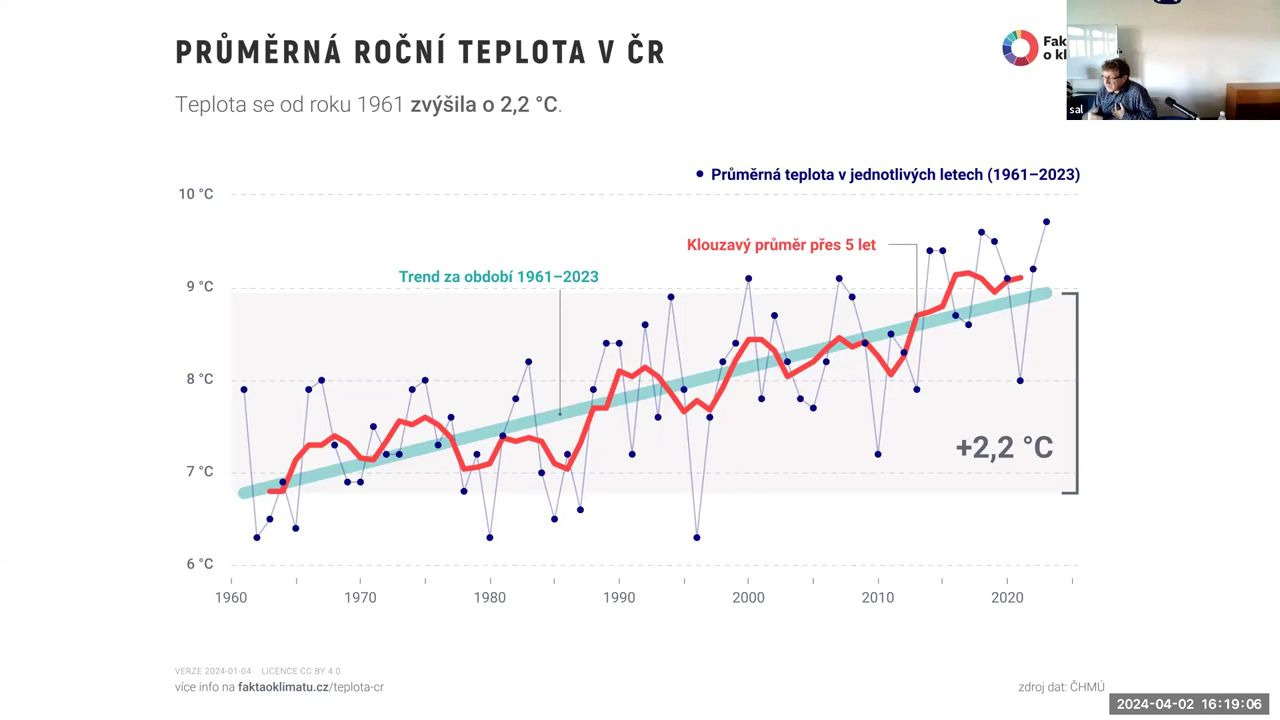 PRŮMĚRNÁ ROČNÍ TEPLOTA V ČR
Fak
o kl
sal
Teplota se od roku 1961 zvýšila o 2,2 °C.
Průměrná teplota v jednotlivých letech (1961–2023)
10 °C
Klouzavý průměr přes 5 let
Trend za období 1961–2023
9 °C
8 °C
+2,2 °C
7 °C
6 °C
1960 1970 1980 1990 2000 2010 2020
VERZE 2024-01-04 LICENCE CC BY 4.0
více info na faktaoklimatu.cz/teplota-cr
zdroj dat: ČHMÚ
2024-04-02 16:19:06